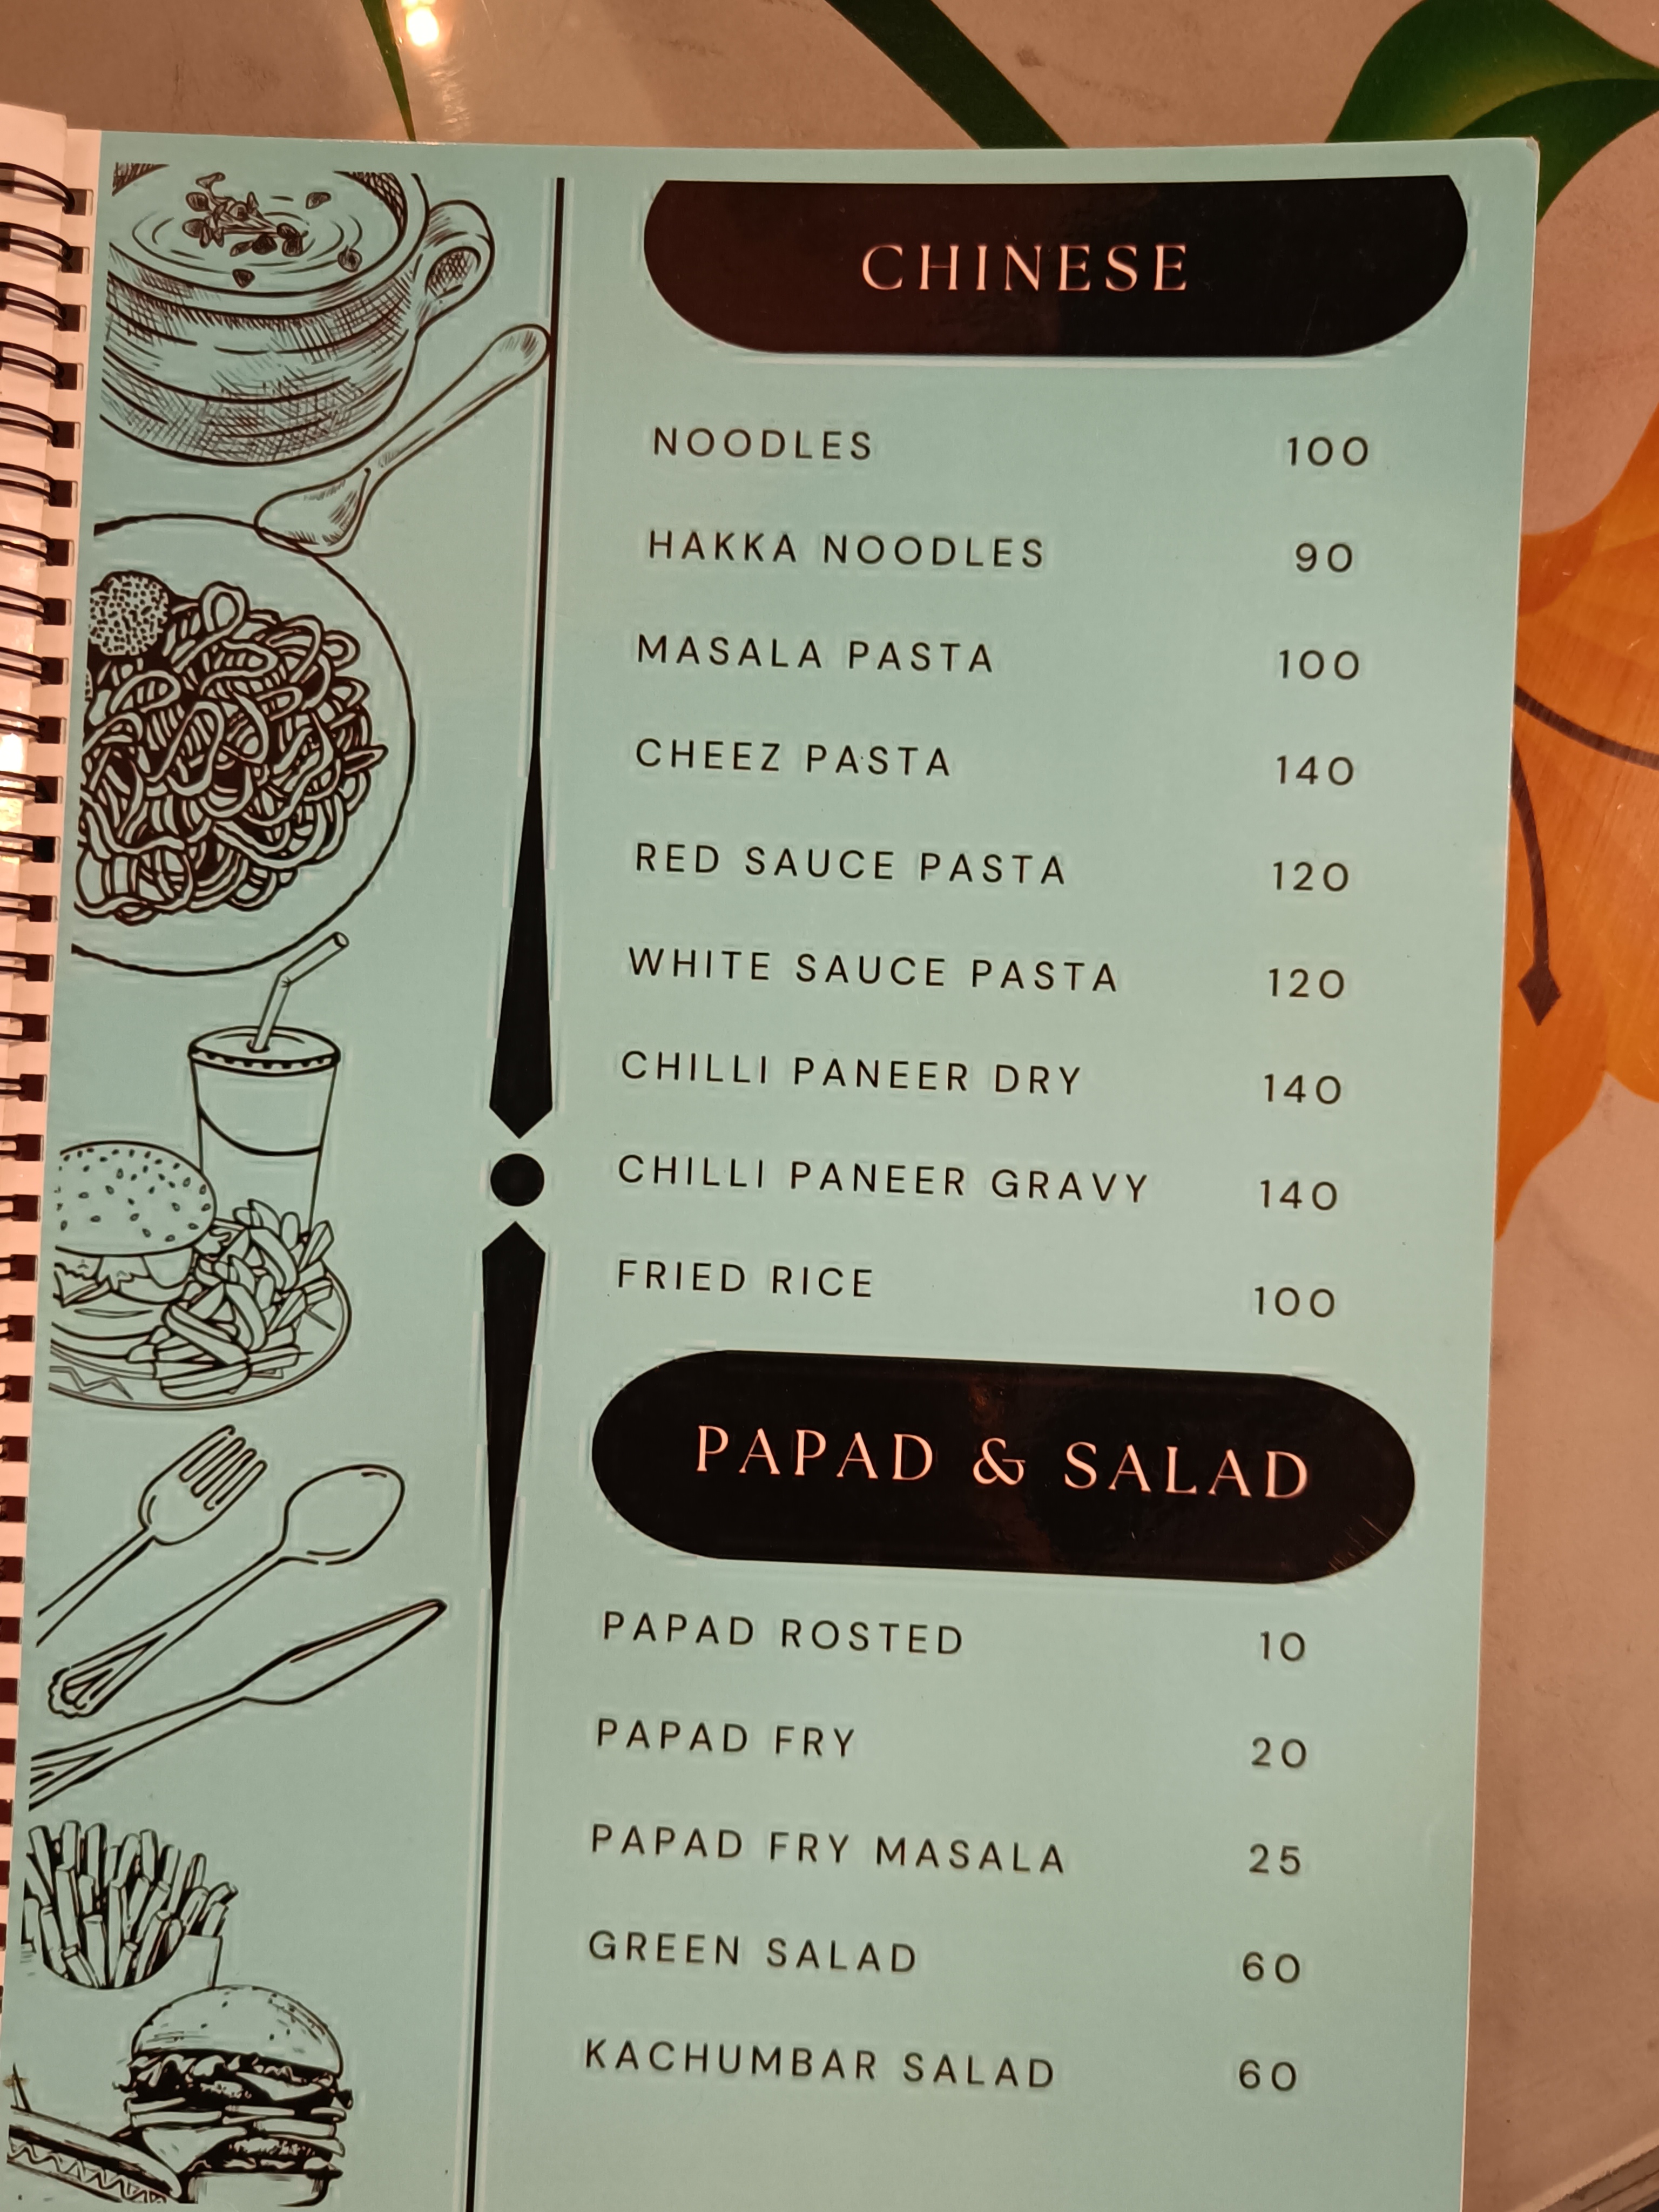 CHINESE
NOODLES 100
HAKKA NOODLES 90
MASALA PASTA 100
CHEEZ PASTA 140
RED SAUCE PASTA 120
WHITE SAUCE PASTA 120
CHILLI PANEER DRY 140
CHILLI PANEER GRAVY 140
FRIED RICE 100
PAPAD & SALAD
PAPAD ROSTED 10
PAPAD FRY 20
PAPAD FRY MASALA 25
GREEN SALAD 60
KACHUMBAR SALAD 60